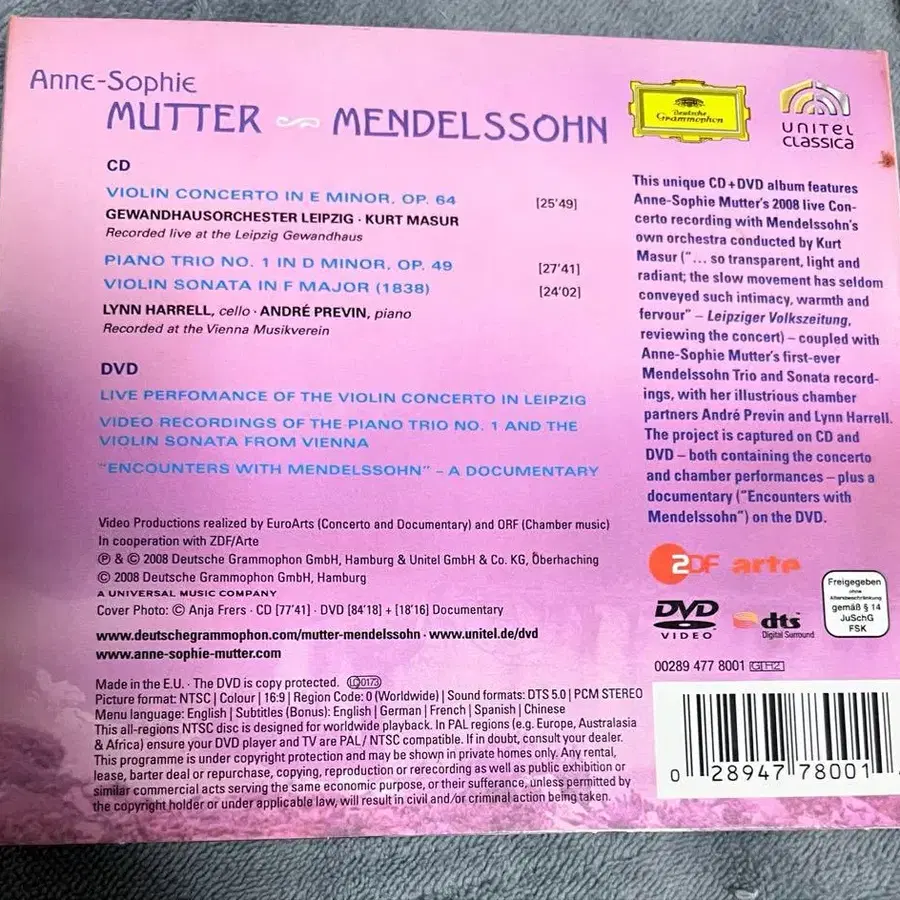 Anne-Sophie
MUTTER MENDELSSOHN
Deutsche
Grammophon
UNITEL
CLASSICA
CD
VIOLIN CONCERTO IN E MINOR, OP. 64 [25'49]
GEWANDHAUSORCHESTER LEIPZIG · KURT MASUR
Recorded live at the Leipzig Gewandhaus
PIANO TRIO NO. 1 IN D MINOR, OP. 49 [27'41]
VIOLIN SONATA IN F MAJOR (1838) [24'02]
LYNN HARRELL, cello · ANDRÉ PREVIN, piano
Recorded at the Vienna Musikverein
DVD
LIVE PERFOMANCE OF THE VIOLIN CONCERTO IN LEIPZIG
VIDEO RECORDINGS OF THE PIANO TRIO NO. 1 AND THE
VIOLIN SONATA FROM VIENNA
"ENCOUNTERS WITH MENDELSSOHN" – A DOCUMENTARY
This unique CD+DVD album features
Anne-Sophie Mutter's 2008 live Con-
certo recording with Mendelssohn's
own orchestra conducted by Kurt
Masur ("... so transparent, light and
radiant; the slow movement has seldom
conveyed such intimacy, warmth and
fervour" – Leipziger Volkszeitung,
reviewing the concert) – coupled with
Anne-Sophie Mutter's first-ever
Mendelssohn Trio and Sonata record-
ings, with her illustrious chamber
partners André Previn and Lynn Harrell.
The project is captured on CD and
DVD – both containing the concerto
and chamber performances – plus a
documentary ("Encounters with
Mendelssohn") on the DVD.
Video Productions realized by EuroArts (Concerto and Documentary) and ORF (Chamber music)
In cooperation with ZDF/Arte
℗ & © 2008 Deutsche Grammophon GmbH, Hamburg & Unitel GmbH & Co. KG, Öberhaching
© 2008 Deutsche Grammophon GmbH, Hamburg
A UNIVERSAL MUSIC COMPANY
Cover Photo: © Anja Frers · CD [77'41] · DVD [84'18] + [18'16] Documentary
www.deutschegrammophon.com/mutter-mendelssohn · www.unitel.de/dvd
www.anne-sophie-mutter.com
ZDF arte
DVD
VIDEO
dts
Digital Surround
Freigegeben
ohne
Altersbeschränkung
gemäß § 14
JuSchG
FSK
00289 477 8001 GH2
Made in the E.U. · The DVD is copy protected. LC0173
Picture format: NTSC | Colour | 16:9 | Region Code: 0 (Worldwide) | Sound formats: DTS 5.0 | PCM STEREO
Menu language: English | Subtitles (Bonus): English | German | French | Spanish | Chinese
This all-regions NTSC disc is designed for worldwide playback. In PAL regions (e.g. Europe, Australasia
& Africa) ensure your DVD player and TV are PAL/NTSC compatible. If in doubt, consult your dealer.
This programme is under copyright protection and may be shown in private homes only. Any rental,
lease, barter deal or repurchase, copying, reproduction or rerecording as well as public exhibition or
similar commercial acts serving the same economic purpose, or their sufferance, unless permitted by
the copyright holder or under applicable law, will result in civil and/or criminal action being taken.
0 28947 78001